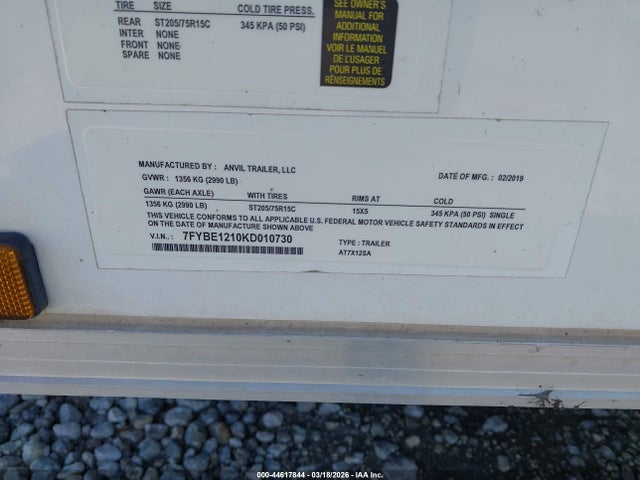 TIRE SIZE COLD TIRE PRESS.
REAR ST205/75R15C 345 KPA (50 PSI)
INTER NONE
FRONT NONE
SPARE NONE
SEE OWNER'S
MANUAL FOR
ADDITIONAL
INFORMATION
VOIR LE MANUEL
DE L'USAGER
POUR PLUS DE
RENSEIGNEMENTS
MANUFACTURED BY : ANVIL TRAILER, LLC
GVWR : 1356 KG (2990 LB) DATE OF MFG. : 02/2019
GAWR (EACH AXLE) WITH TIRES RIMS AT COLD
1356 KG (2990 LB) ST205/75R15C 15X5 345 KPA (50 PSI) SINGLE
THIS VEHICLE CONFORMS TO ALL APPLICABLE U.S. FEDERAL MOTOR VEHICLE SAFETY STANDARDS IN EFFECT
ON THE DATE OF MANUFACTURE SHOWN ABOVE.
V.I.N.: 7FYBE1210KD010730 TYPE : TRAILER
AT7X12SA
000-44617844 | 03/18/2026 | IAA Inc.